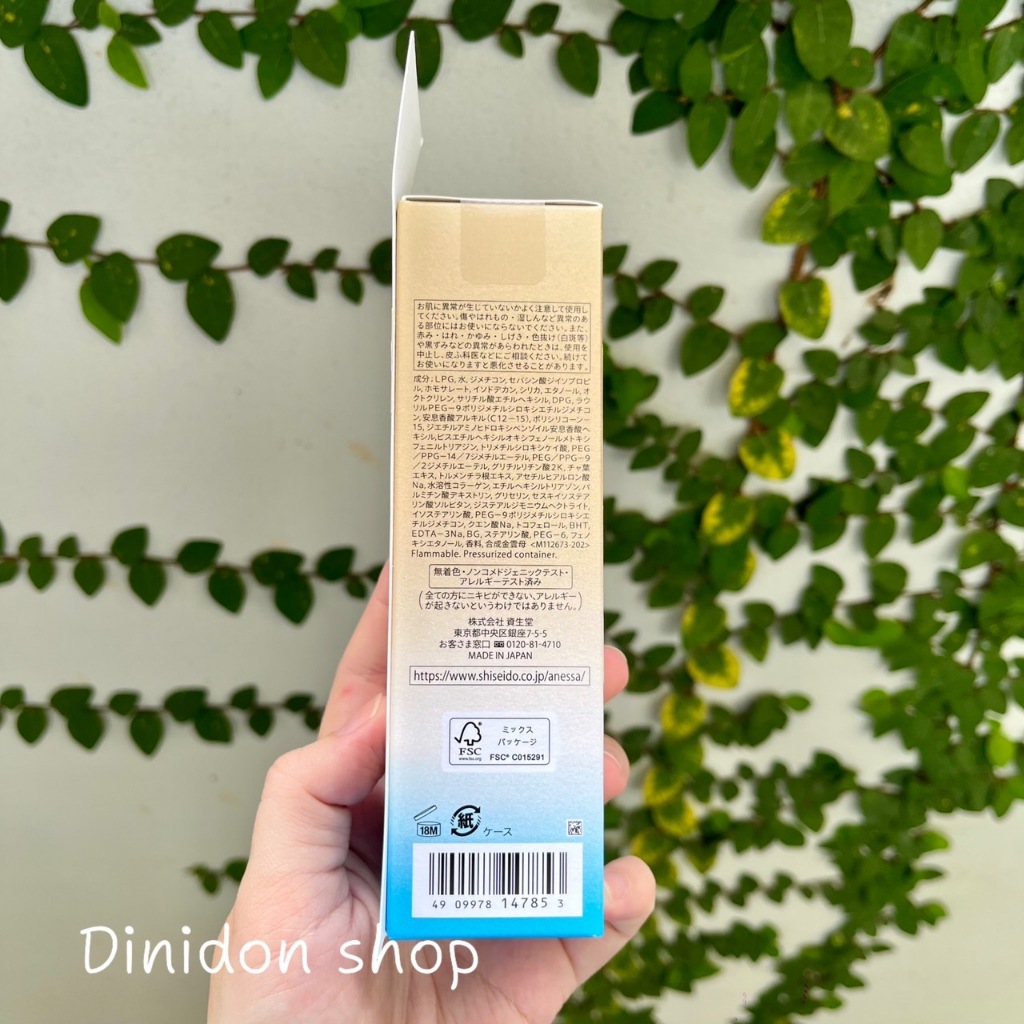 お肌に異常が生じていないかよく注意して使用し
てください。傷やはれもの・湿しんなど異常のあ
る部位にはお使いにならないでください。また、
赤み・はれ・かゆみ・しげき・色抜け(白斑等)
や黒ずみなどの異常があらわれたときは、使用を
中止し、皮ふ科医などにご相談ください。続けて
お使いになりますと悪化させることがあります。
成分:LPG, 水, ジメチコン, セバシン酸ジイソプロピ
ル, ホモサレート, イソドデカン, シリカ, エタノール, オ
クトクリレン, サリチル酸エチルヘキシル, DPG, ラウ
リルPEG-9ポリジメチルシロキシエチルジメチコ
ン, 安息香酸アルキル(C12-15), ポリシリコーン-
15, ジエチルアミノヒドロキシベンゾイル安息香酸ヘ
キシル, ビスエチルヘキシルオキシフェノールメトキシ
フェニルトリアジン, トリメチルシロキシケイ酸, PEG
/PPG-14/7ジメチルエーテル, PEG/PPG-9
/2ジメチルエーテル, グリチルリチン酸2K, チャ葉
エキス, トルメンチラ根エキス, アセチルヒアルロン酸
Na, 水溶性コラーゲン, エチルヘキシルトリアゾン, パ
ルミチン酸デキストリン, グリセリン, セスキイソステア
リン酸ソルビタン, ジステアルジモニウムヘクトライト,
イソステアリン酸, PEG-9ポリジメチルシロキシエ
チルジメチコン, クエン酸Na, トコフェロール, BHT,
EDTA-3Na, BG, ステアリン酸, PEG-6, フェノ
キシエタノール, 香料, 合成金雲母 <M112673-202>
Flammable. Pressurized container.
無着色・ノンコメドジェニックテスト・
アレルギーテスト済み
(全ての方にニキビができない、アレルギー
が起きないというわけではありません。)
株式会社 資生堂
東京都中央区銀座7-5-5
お客さま窓口 0120-81-4710
MADE IN JAPAN
https://www.shiseido.co.jp/anessa/
FSC
www.fsc.org
ミックス
パッケージ
FSC® C015291
18M
紙
ケース
4909978 14785 3
Dinidon shop